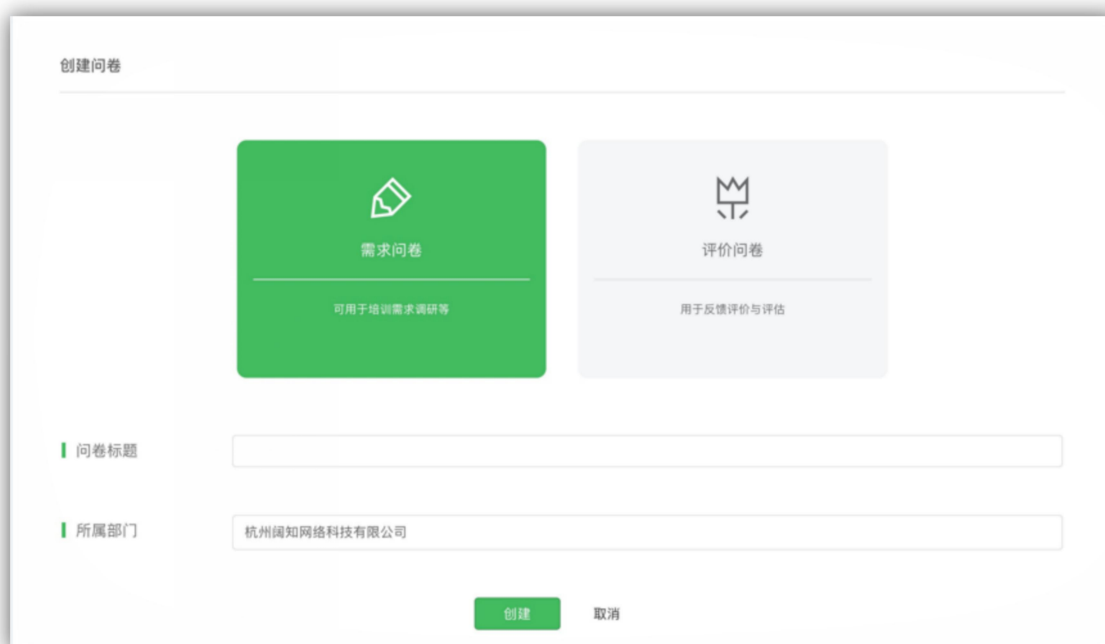 创建问卷
需求问卷
可用于培训需求调研等
评价问卷
用于反馈评价与评估
问卷标题
所属部门
杭州阔知网络科技有限公司
创建
取消